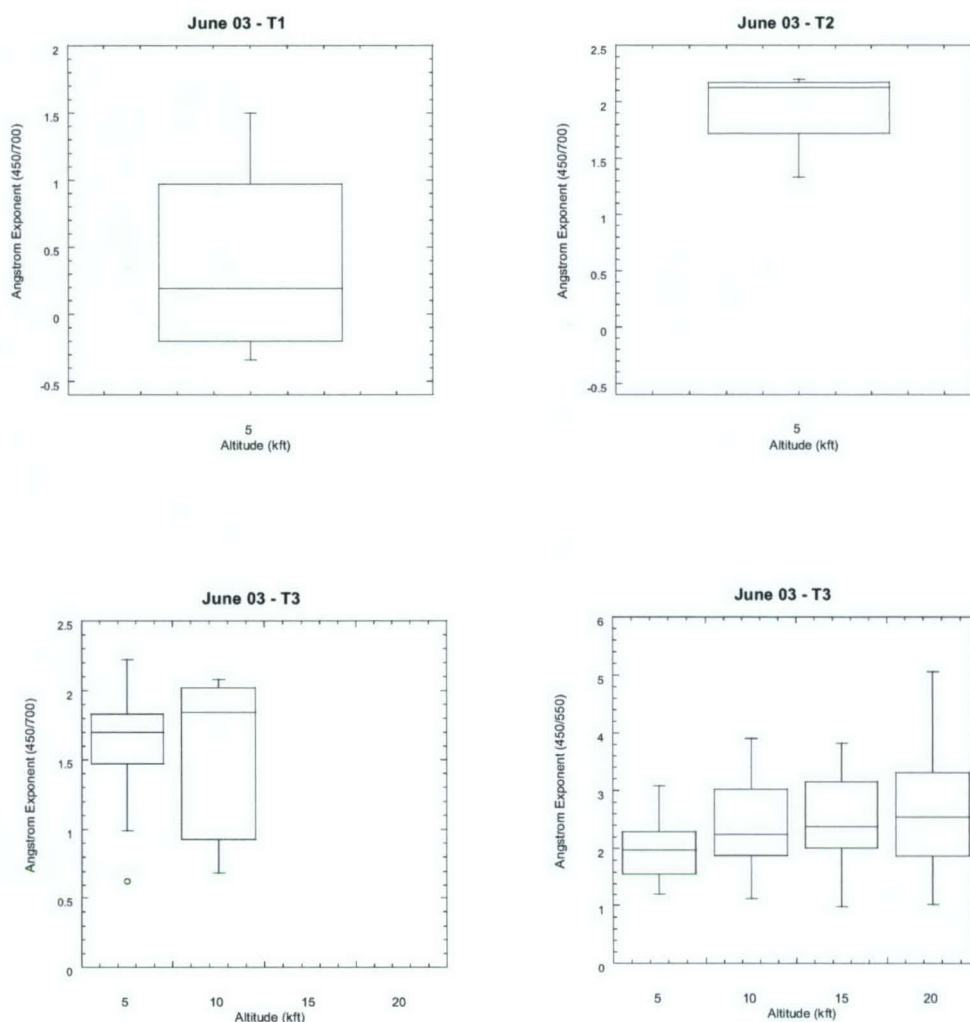 June 03 - T1
2
1.5
1
0.5
0
-0.5
Angstrom Exponent (450/700)
5
Altitude (kft)
June 03 - T2
2.5
2
1.5
1
0.5
0
-0.5
Angstrom Exponent (450/700)
5
Altitude (kft)
June 03 - T3
2.5
2
1.5
1
0.5
0
Angstrom Exponent (450/700)
5 10 15 20
Altitude (kft)
June 03 - T3
6
5
4
3
2
1
0
Angstrom Exponent (450/550)
5 10 15 20
Altitude (kft)